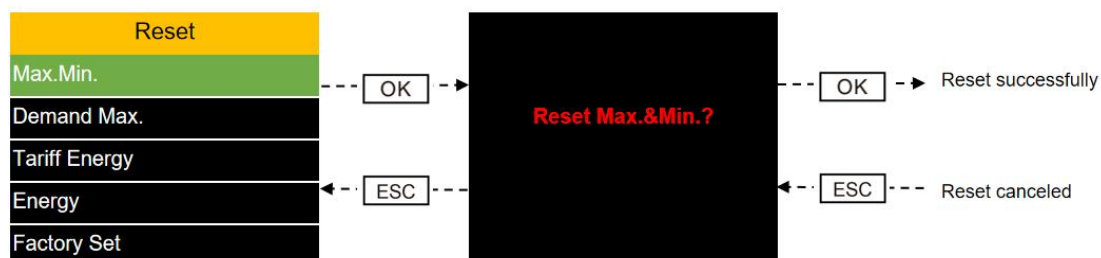 Reset
Max.Min.
Demand Max.
Tariff Energy
Energy
Factory Set
OK
ESC
Reset Max.&Min.?
OK
Reset successfully
ESC
Reset canceled